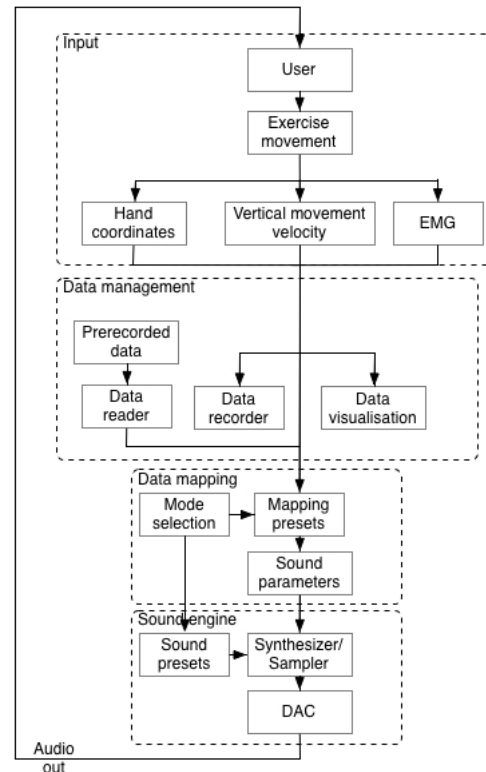 Input
User
Exercise
movement
Hand
coordinates
Vertical movement
velocity
EMG
Data management
Prerecorded
data
Data
reader
Data
recorder
Data
visualisation
Data mapping
Mode
selection
Mapping
presets
Sound
parameters
Sound engine
Sound
presets
Synthesizer/
Sampler
DAC
Audio
out